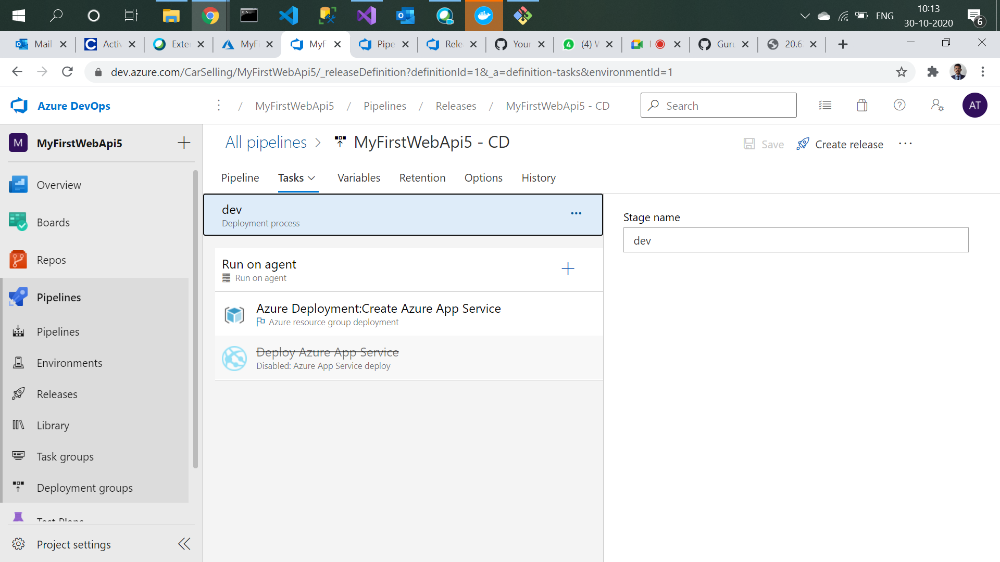 ENG
10:13
30-10-2020
6
Mail
Activ
Exter
MyFi
MyF
Pipe
Rele
Your
(4) W
Guru
20.6
dev.azure.com/CarSelling/MyFirstWebApi5/_releaseDefinition?definitionId=1&_a=definition-tasks&environmentId=1
Azure DevOps
/ MyFirstWebApi5 / Pipelines / Releases / MyFirstWebApi5 - CD
Search
AT
M MyFirstWebApi5
Overview
Boards
Repos
Pipelines
Pipelines
Environments
Releases
Library
Task groups
Deployment groups
Test Plans
Project settings
All pipelines > MyFirstWebApi5 - CD
Save
Create release
Pipeline
Tasks
Variables
Retention
Options
History
dev
Deployment process
Run on agent
Run on agent
Azure Deployment:Create Azure App Service
Azure resource group deployment
Deploy Azure App Service
Disabled: Azure App Service deploy
Stage name
dev